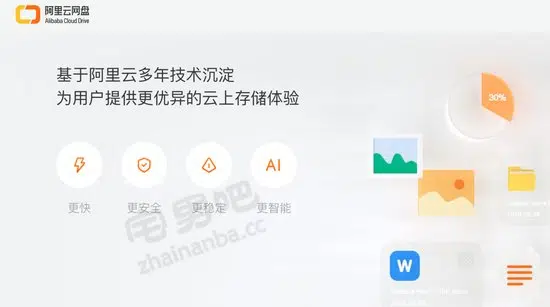 阿里云网盘
Alibaba Cloud Drive
基于阿里云多年技术沉淀
为用户提供更优异的云上存储体验
30%
AI
更快
更安全
更稳定
更智能
宅男吧
zhainanba.cc
W